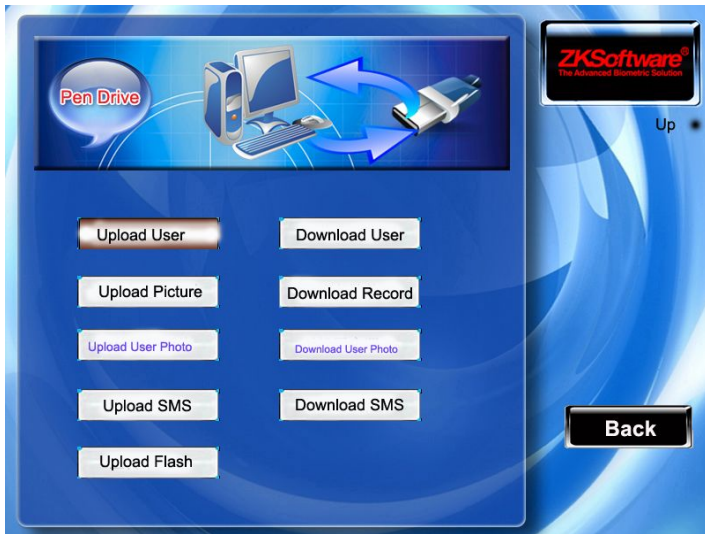 Pen Drive
ZKSoftware®
The Advanced Biometric Solution
Up
Upload User
Download User
Upload Picture
Download Record
Upload User Photo
Download User Photo
Upload SMS
Download SMS
Back
Upload Flash